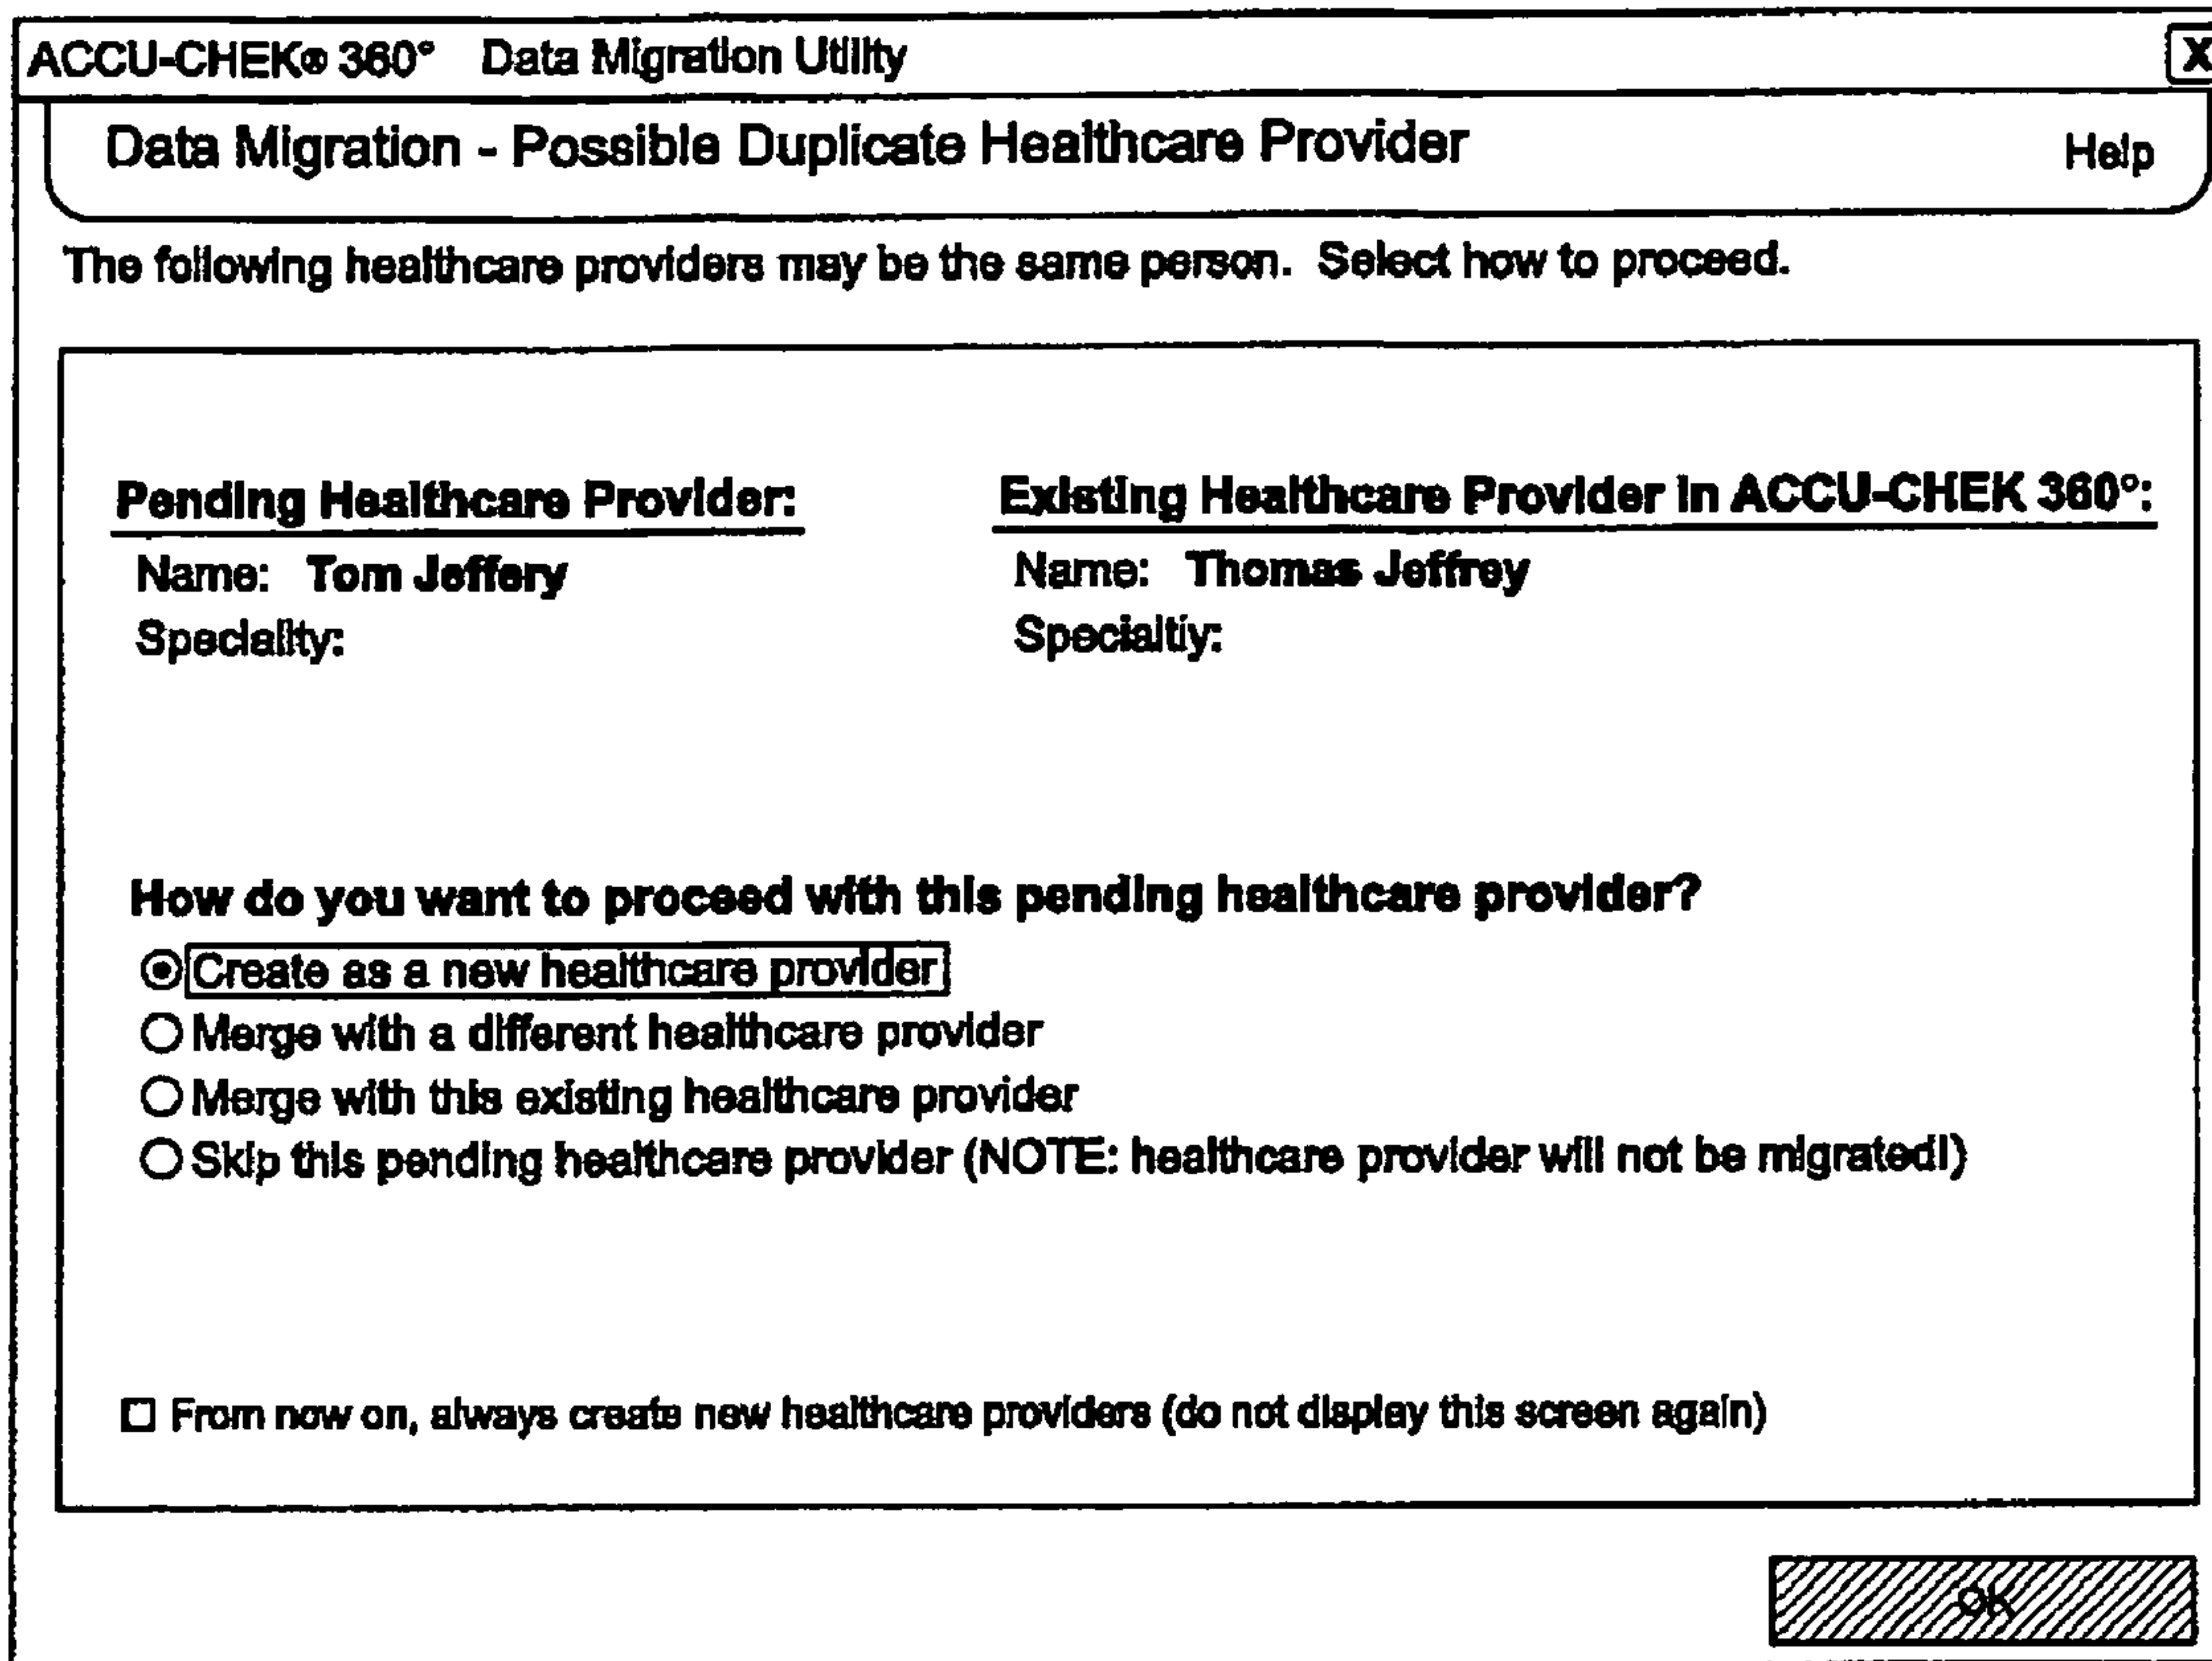 ACCU-CHEK® 360° Data Migration Utility X
Data Migration - Possible Duplicate Healthcare Provider Help
The following healthcare providers may be the same person. Select how to proceed.
Pending Healthcare Provider: Existing Healthcare Provider in ACCU-CHEK 360°:
Name: Tom Jeffery Name: Thomas Jeffrey
Speciality: Specialtiy:
How do you want to proceed with this pending healthcare provider?
Create as a new healthcare provider
Merge with a different healthcare provider
Merge with this existing healthcare provider
Skip this pending healthcare provider (NOTE: healthcare provider will not be migrated!)
From now on, always create new healthcare providers (do not display this screen again)
OK